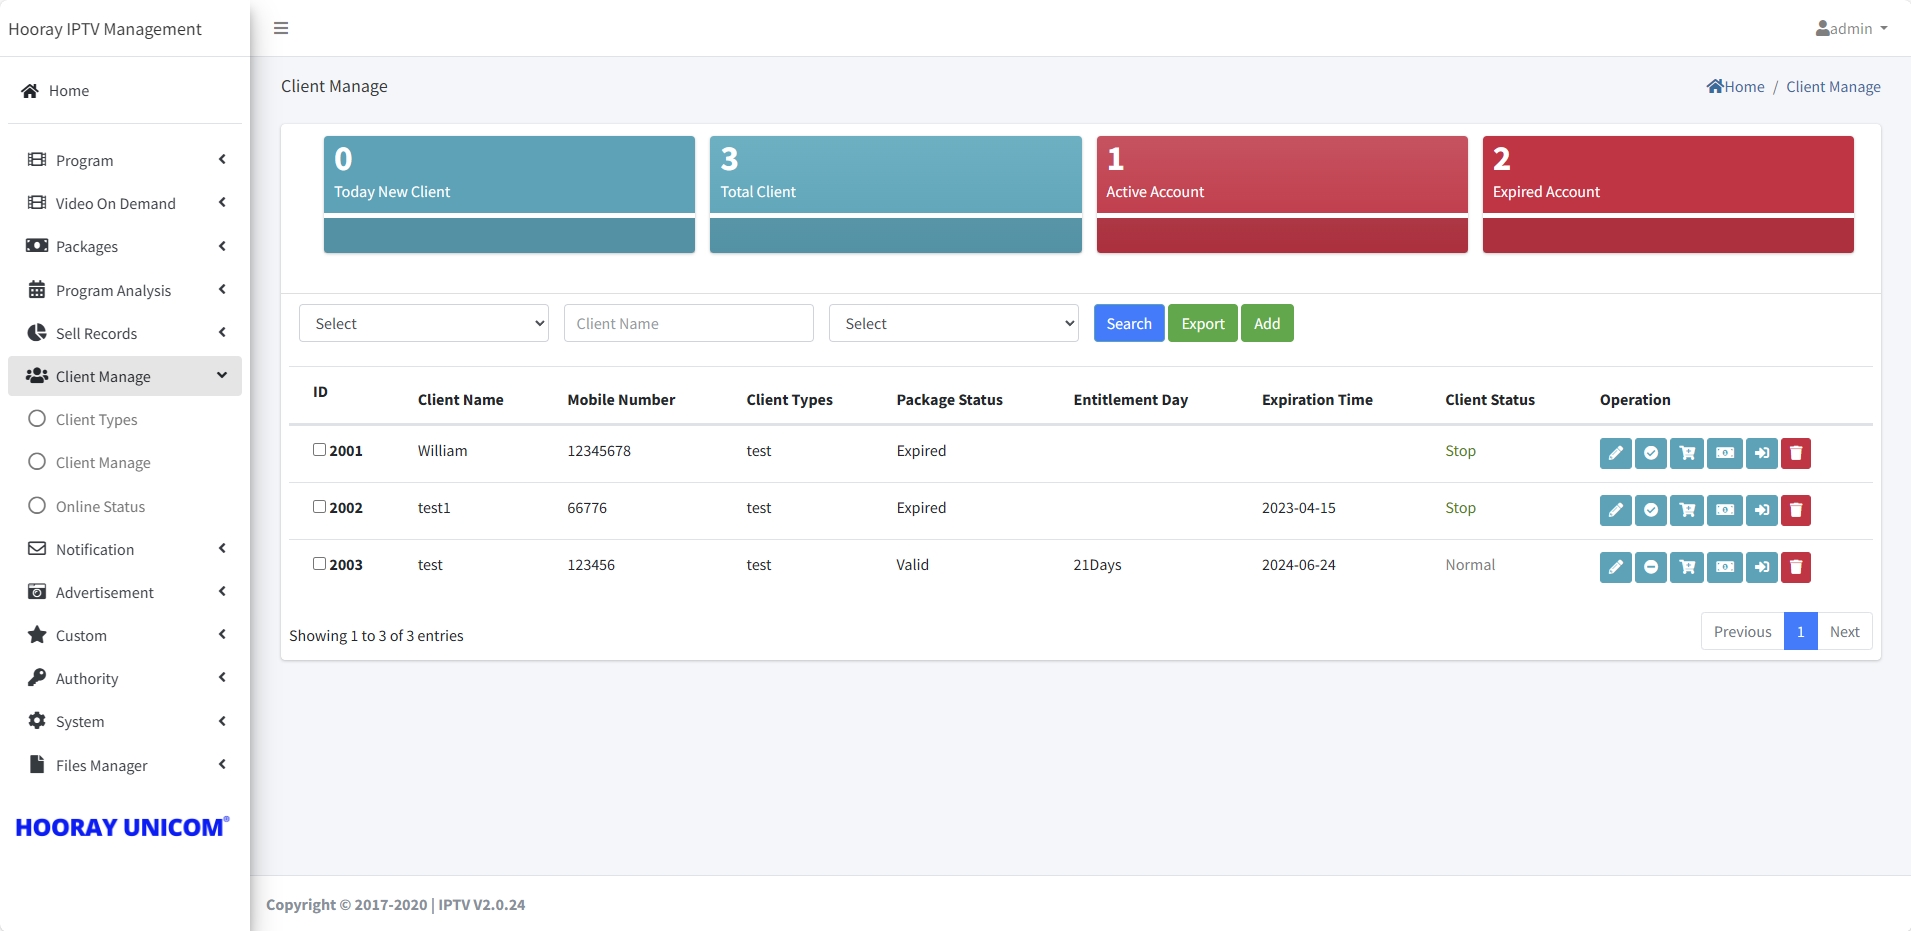 Hooray IPTV Management
admin
Home
Program
Video On Demand
Packages
Program Analysis
Sell Records
Client Manage
Client Types
Client Manage
Online Status
Notification
Advertisement
Custom
Authority
System
Files Manager
HOORAY UNICOM®
Client Manage
Home / Client Manage
0
Today New Client
3
Total Client
1
Active Account
2
Expired Account
Select
Client Name
Select
Search
Export
Add
ID Client Name Mobile Number Client Types Package Status Entitlement Day Expiration Time Client Status Operation
2001 William 12345678 test Expired Stop
2002 test1 66776 test Expired 2023-04-15 Stop
2003 test 123456 test Valid 21Days 2024-06-24 Normal
Showing 1 to 3 of 3 entries
Previous 1 Next
Copyright © 2017-2020 | IPTV V2.0.24